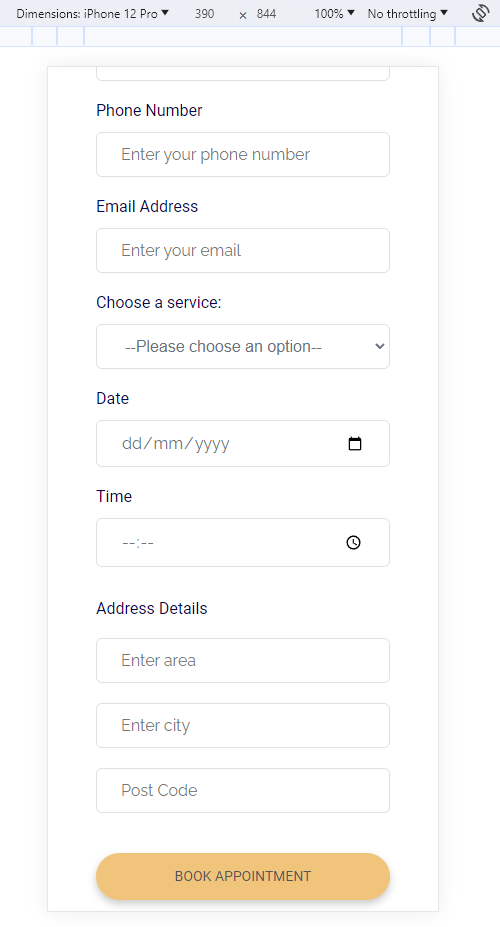 Dimensions: iPhone 12 Pro 390 × 844 100% No throttling
Phone Number
Enter your phone number
Email Address
Enter your email
Choose a service:
--Please choose an option--
Date
dd/mm/yyyy
Time
--:--
Address Details
Enter area
Enter city
Post Code
BOOK APPOINTMENT